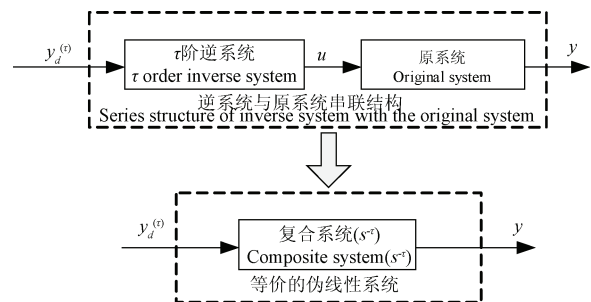 y_d^(τ)
τ阶逆系统
τ order inverse system
u
原系统
Original system
y
逆系统与原系统串联结构
Series structure of inverse system with the original system
y_d^(τ)
复合系统(s^-τ)
Composite system(s^-τ)
y
等价的伪线性系统